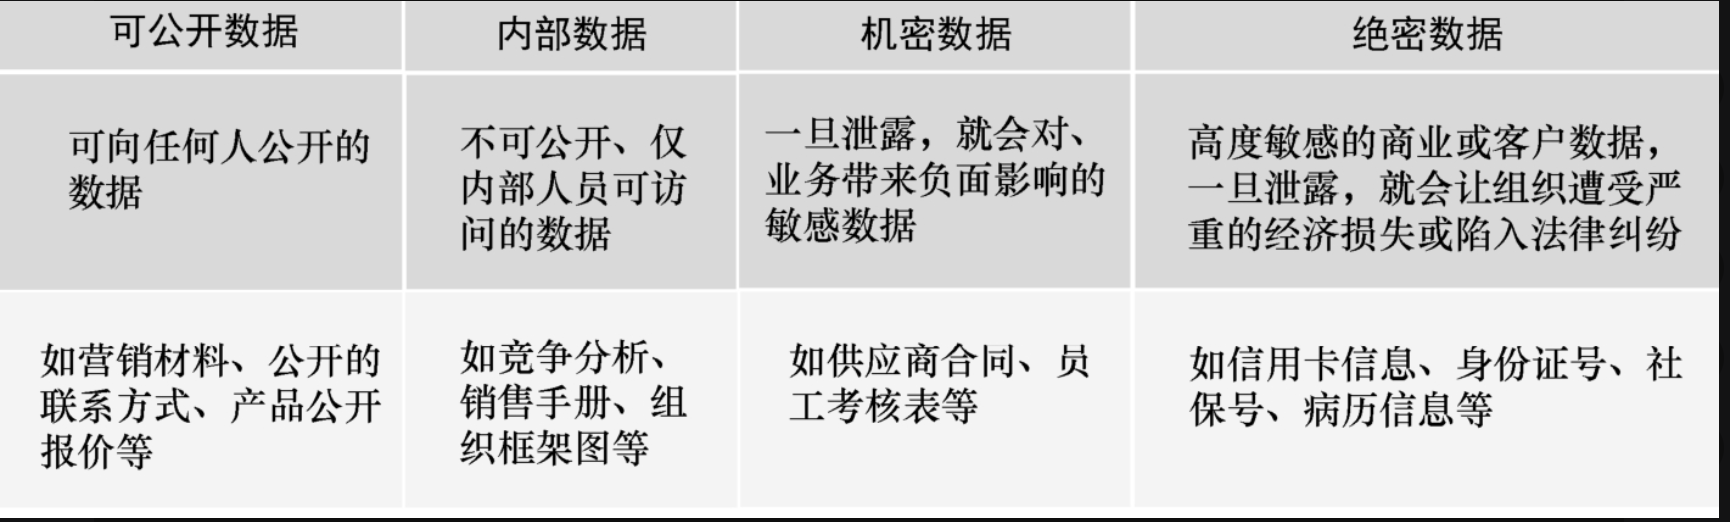 可公开数据
内部数据
机密数据
绝密数据
可向任何人公开的
数据
不可公开、仅
内部人员可访
问的数据
一旦泄露，就会对、
业务带来负面影响的
敏感数据
高度敏感的商业或客户数据，
一旦泄露，就会让组织遭受严
重的经济损失或陷入法律纠纷
如营销材料、公开的
联系方式、产品公开
报价等
如竞争分析、
销售手册、组
织框架图等
如供应商合同、员
工考核表等
如信用卡信息、身份证号、社
保号、病历信息等